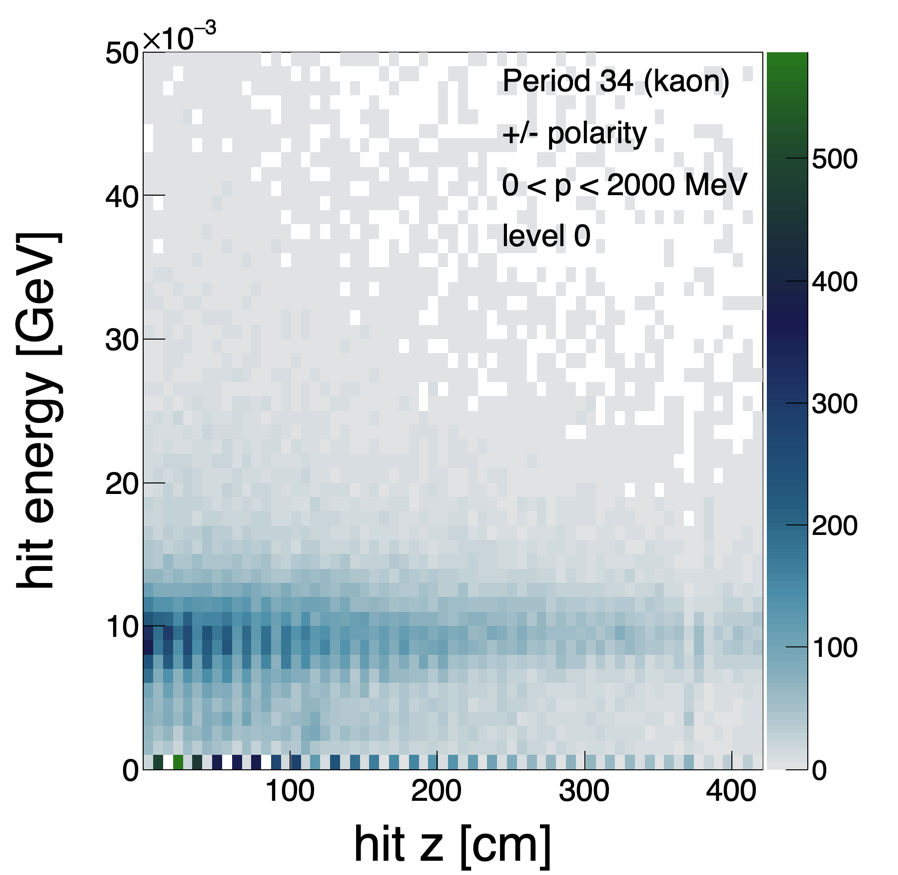 50 ×10⁻³
Period 34 (kaon)
+/- polarity
500
0 < p < 2000 MeV
40
level 0
400
30
300
20
200
10
100
0
0
100 200 300 400
hit z [cm]
hit energy [GeV]